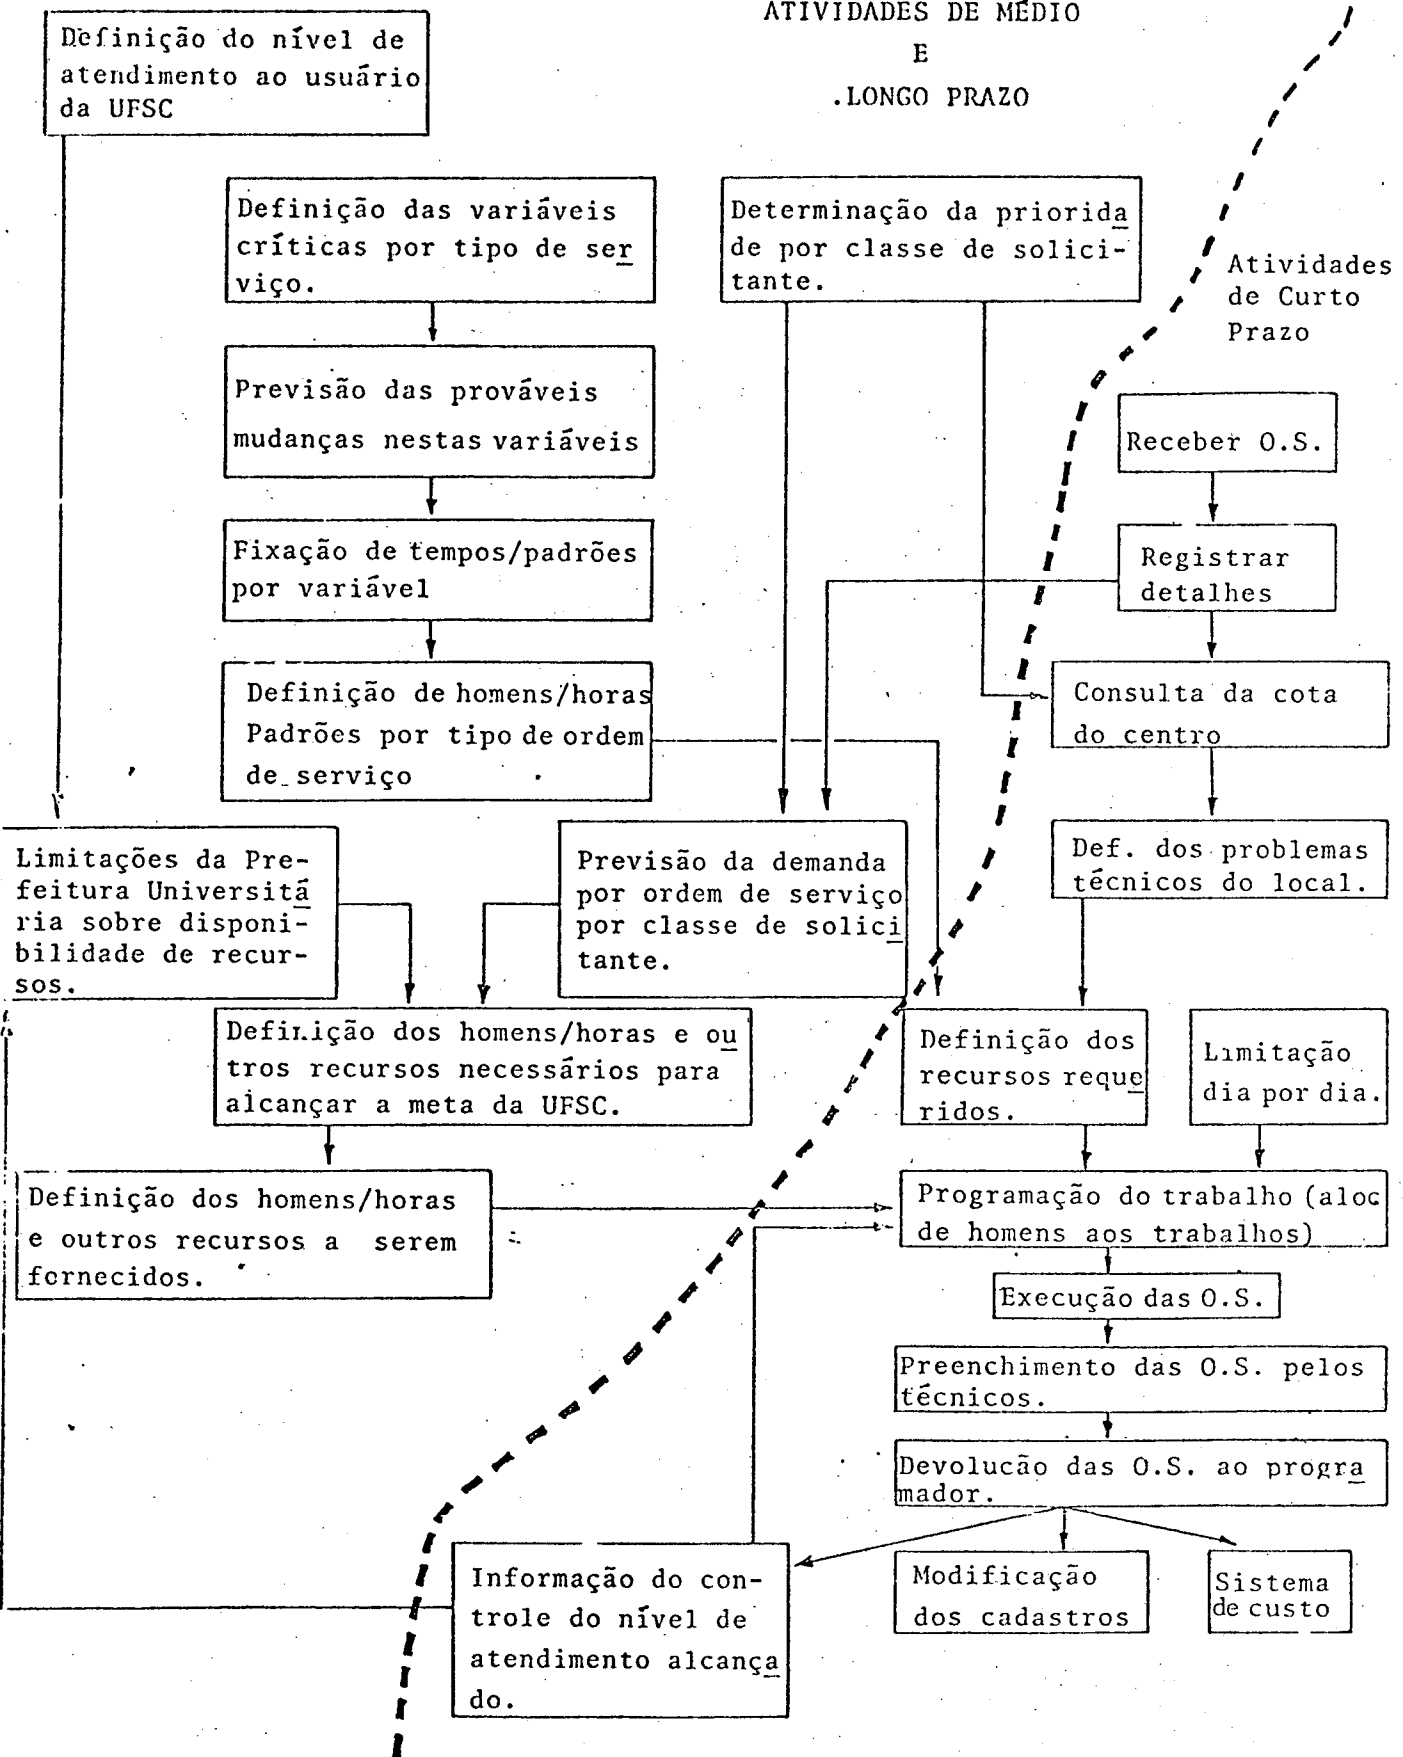 ATIVIDADES DE MÉDIO
E
.LONGO PRAZO
Definição do nível de
atendimento ao usuário
da UFSC
Definição das variáveis
críticas por tipo de ser
viço.
Determinação da priorida
de por classe de solici-
tante.
Atividades
de Curto
Prazo
Previsão das prováveis
mudanças nestas variáveis
Receber O.S.
Fixação de tempos/padrões
por variável
Registrar
detalhes
Definição de homens/horas
Padrões por tipo de ordem
de serviço
Consulta da cota
do centro
Limitações da Pre-
feitura Universitá
ria sobre disponi-
bilidade de recur-
sos.
Previsão da demanda
por ordem de serviço
por classe de solici
tante.
Def. dos problemas
técnicos do local.
Definição dos homens/horas e ou
tros recursos necessários para
alcançar a meta da UFSC.
Definição dos
recursos reque
ridos.
Limitação
dia por dia.
Definição dos homens/horas
e outros recursos a serem
fornecidos.
Programação do trabalho (aloc
de homens aos trabalhos)
Execução das O.S.
Preenchimento das O.S. pelos
técnicos.
Devolucão das O.S. ao progra
mador.
Informação do con-
trole do nível de
atendimento alcança
do.
Modificação
dos cadastros
Sistema
de custo